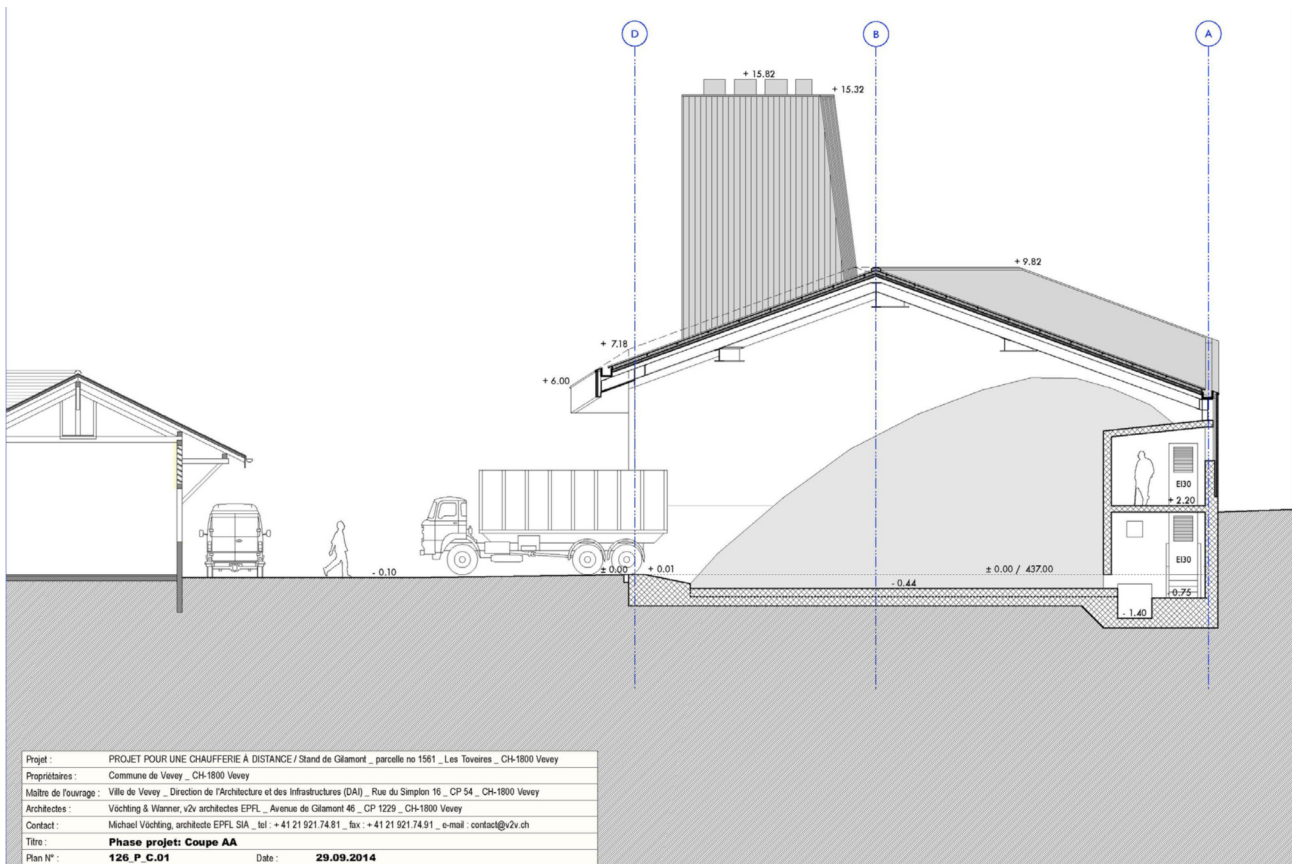 D B A
+ 15.82
+ 15.32
+ 9.82
+ 7.18
+ 6.00
EI30
+ 2.20
EI30
- 0.10
± 0.00
+ 0.01
- 0.44
± 0.00 / 437.00
- 0.75
- 1.40
Projet : PROJET POUR UNE CHAUFFERIE À DISTANCE / Stand de Gilamont _ parcelle no 1561 _ Les Toveires _ CH-1800 Vevey
Propriétaires : Commune de Vevey _ CH-1800 Vevey
Maître de l'ouvrage : Ville de Vevey _ Direction de l'Architecture et des Infrastructures (DAI) _ Rue du Simplon 16 _ CP 54 _ CH-1800 Vevey
Architectes : Vöchting & Wanner, v2v architectes EPFL _ Avenue de Gilamont 46 _ CP 1229 _ CH-1800 Vevey
Contact : Michael Vöchting, architecte EPFL SIA _ tel : + 41 21 921.74.81 _ fax : + 41 21 921.74.91 _ e-mail : contact@v2v.ch
Titre : Phase projet: Coupe AA
Plan N° : 126_P_C.01 Date : 29.09.2014